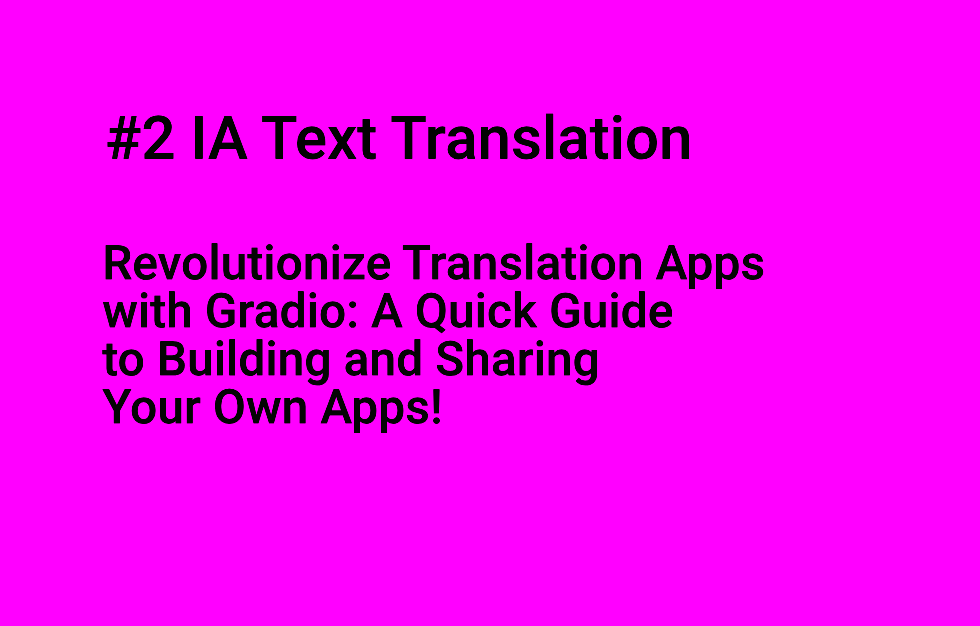 #2 IA Text Translation
Revolutionize Translation Apps
with Gradio: A Quick Guide
to Building and Sharing
Your Own Apps!